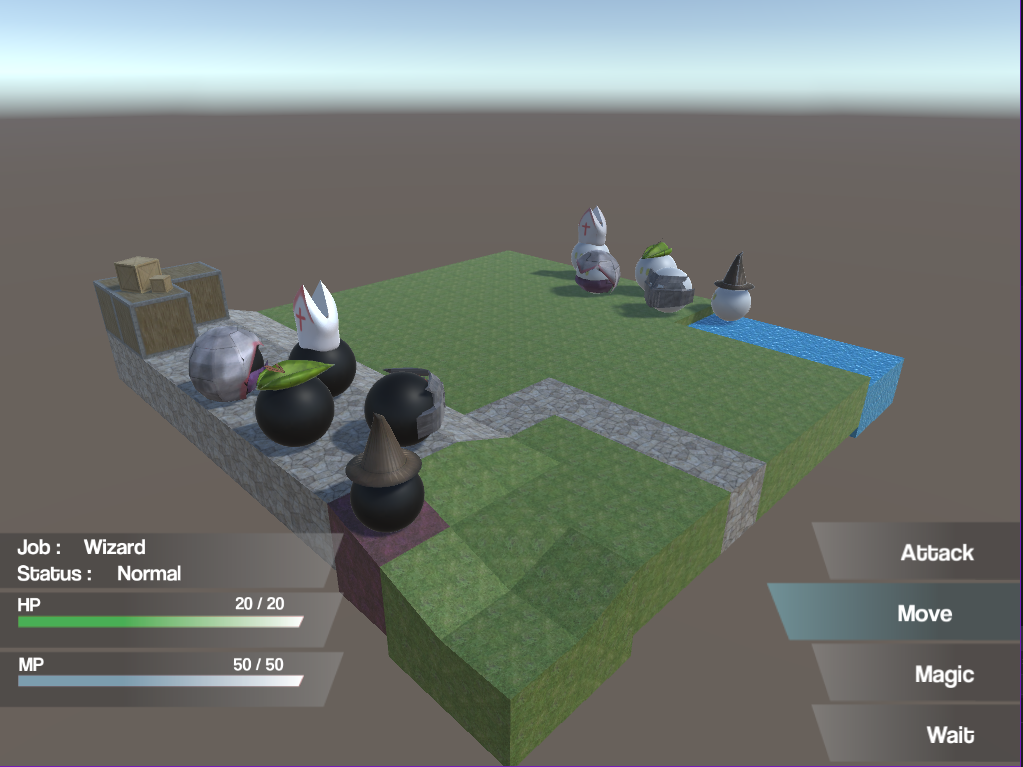 Job : Wizard
Status : Normal
HP 20 / 20
MP 50 / 50
Attack
Move
Magic
Wait